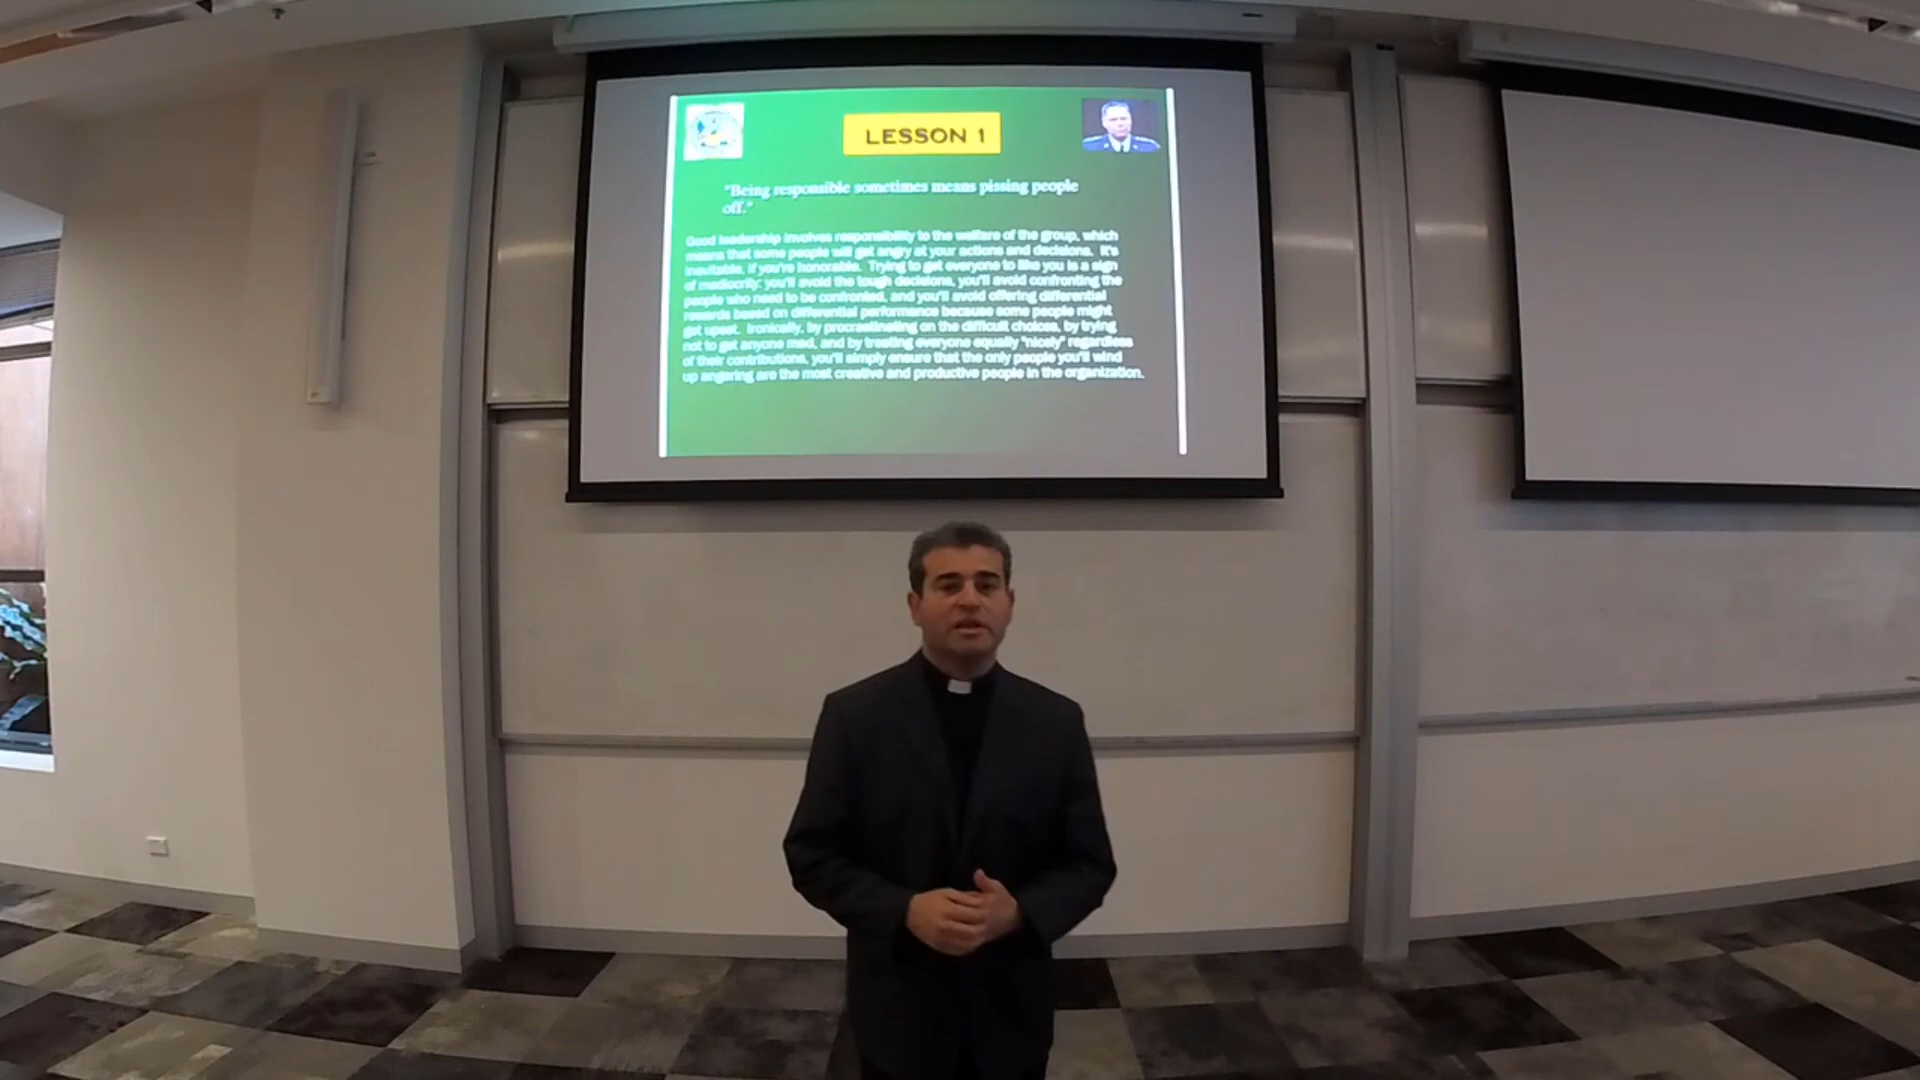 LESSON 1
"Being responsible sometimes means pissing people
off."
Good leadership involves responsibility to the welfare of the group, which
means that some people will get angry at your actions and decisions. It's
inevitable, if you're honorable. Trying to get everyone to like you is a sign
of mediocrity: you'll avoid the tough decisions, you'll avoid confronting the
people who need to be confronted, and you'll avoid offering differential
rewards based on differential performance because some people might
get upset. Ironically, by procrastinating on the difficult choices, by trying
not to get anyone mad, and by treating everyone equally "nicely" regardless
of their contributions, you'll simply ensure that the only people you'll wind
up angering are the most creative and productive people in the organization.